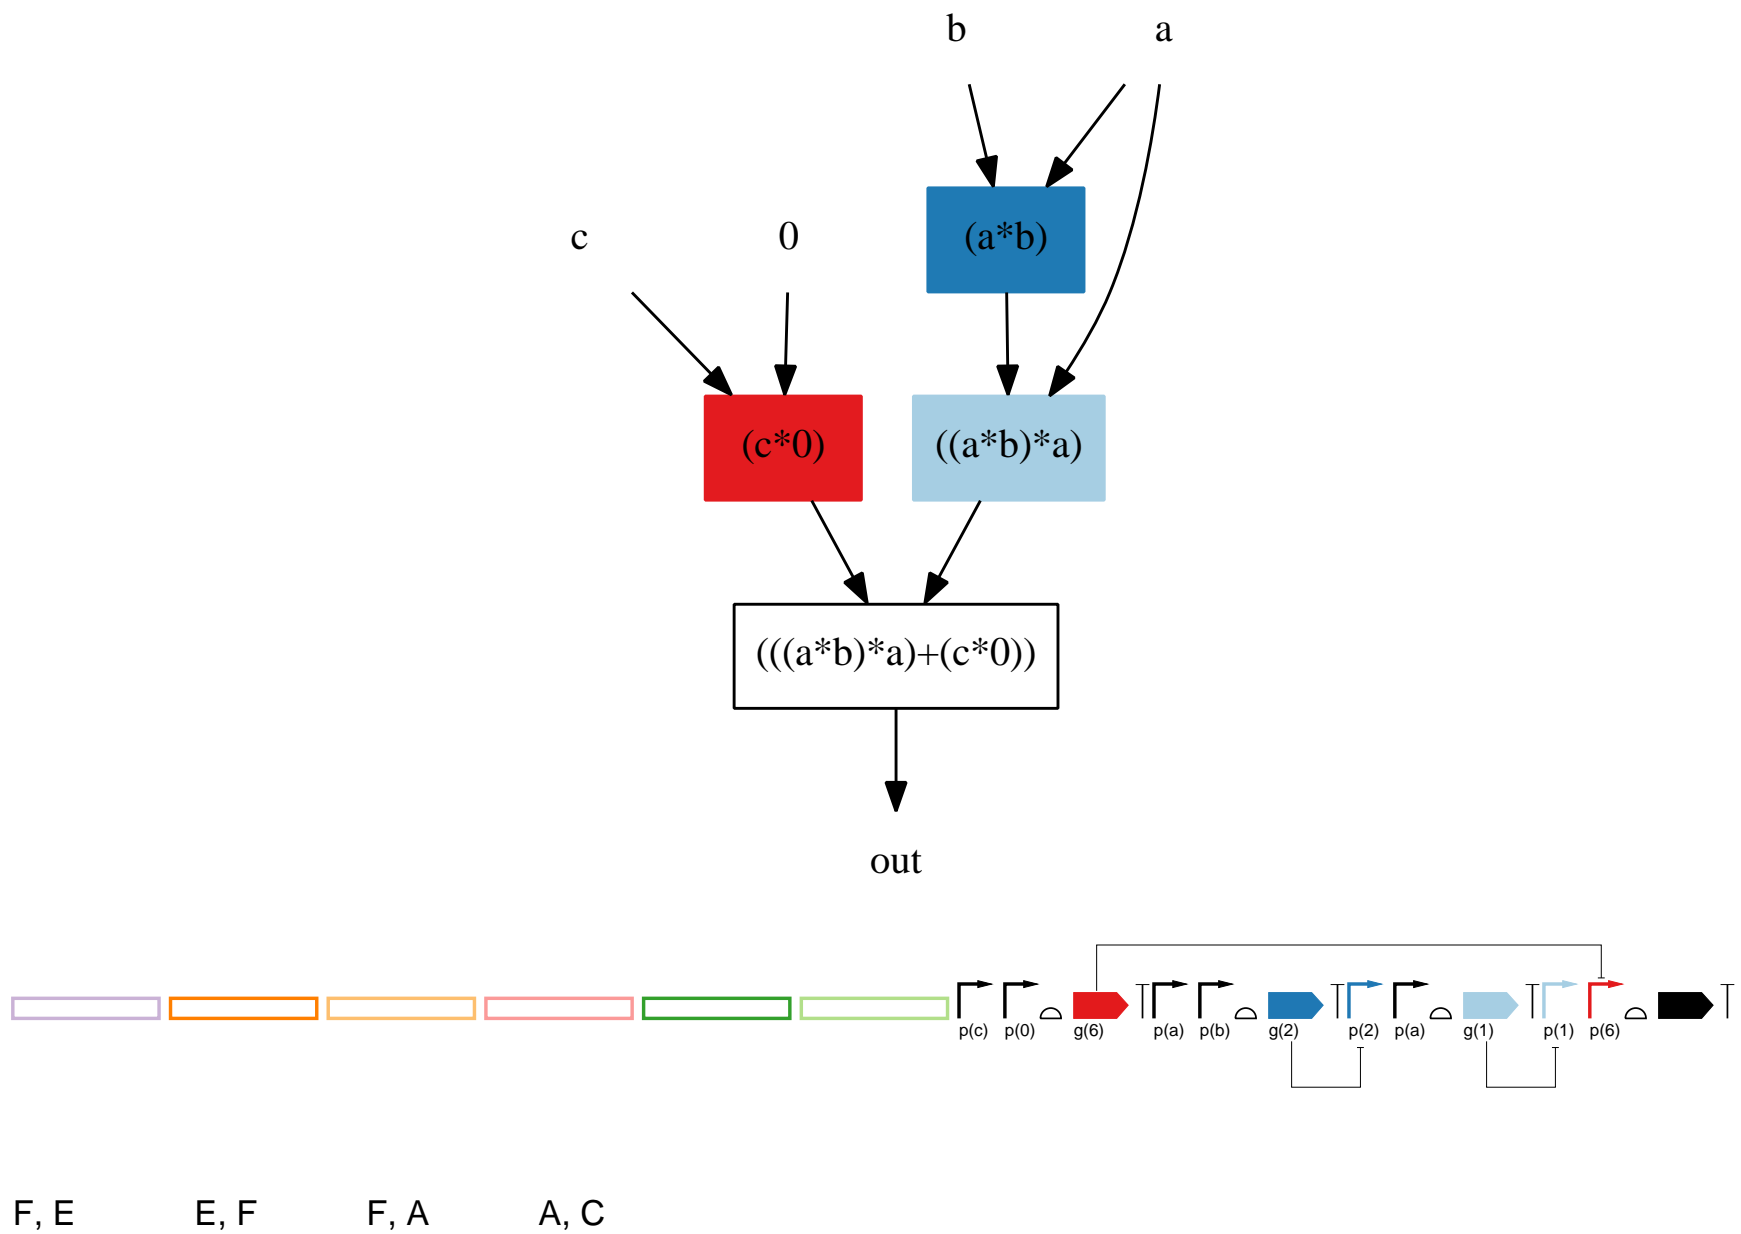 b a
c 0 (a*b)
(c*0) ((a*b)*a)
(((a*b)*a)+(c*0))
out
p(c) p(0) g(6) p(a) p(b) g(2) p(2) p(a) g(1) p(1) p(6)
F, E E, F F, A A, C